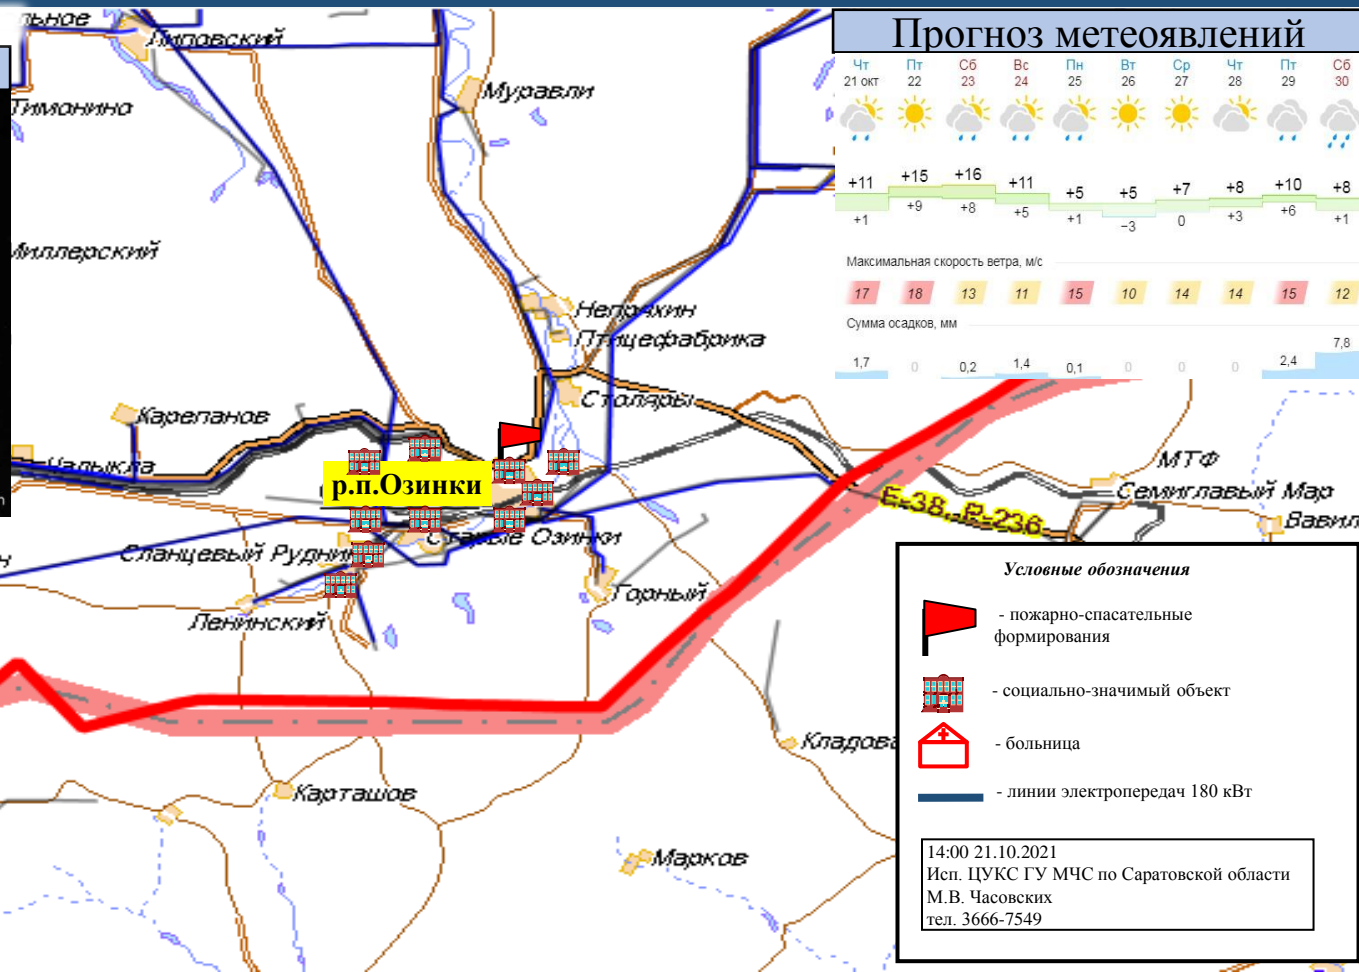 Прогноз метеоявлений
Чт Пт Сб Вс Пн Вт Ср Чт Пт Сб
21 окт 22 23 24 25 26 27 28 29 30
+11 +15 +16 +11 +5 +5 +7 +8 +10 +8
+1 +9 +8 +5 +1 −3 0 +3 +6 +1
Максимальная скорость ветра, м/с
17 18 13 11 15 10 14 14 15 12
Сумма осадков, мм
1,7 0 0,2 1,4 0,1 0 0 0 2,4 7,8
льное
Липовский
Тимонино
Муравли
Миллерский
Непряхин
Птицефабрика
Столяры
Карепанов
Чалыкла
р.п.Озинки
МТФ
Семиглавый Мар
Е-38, Р-236
Вавил
Старые Озинки
Сланцевый Рудни
Горный
Ленинский
Кладова
Карташов
Марков
Условные обозначения
- пожарно-спасательные
формирования
- социально-значимый объект
- больница
- линии электропередач 180 кВт
14:00 21.10.2021
Исп. ЦУКС ГУ МЧС по Саратовской области
М.В. Часовских
тел. 3666-7549